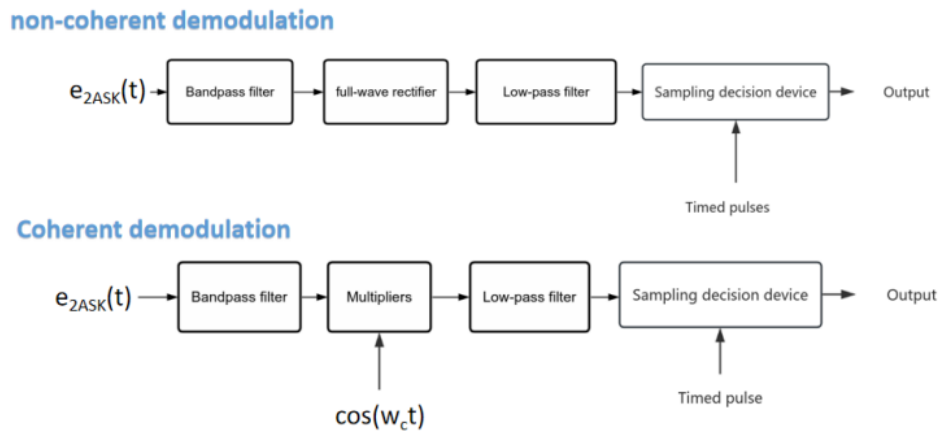 non-coherent demodulation
e2ASK(t) Bandpass filter full-wave rectifier Low-pass filter Sampling decision device Output
Timed pulses
Coherent demodulation
e2ASK(t) Bandpass filter Multipliers Low-pass filter Sampling decision device Output
Timed pulse
cos(wct)